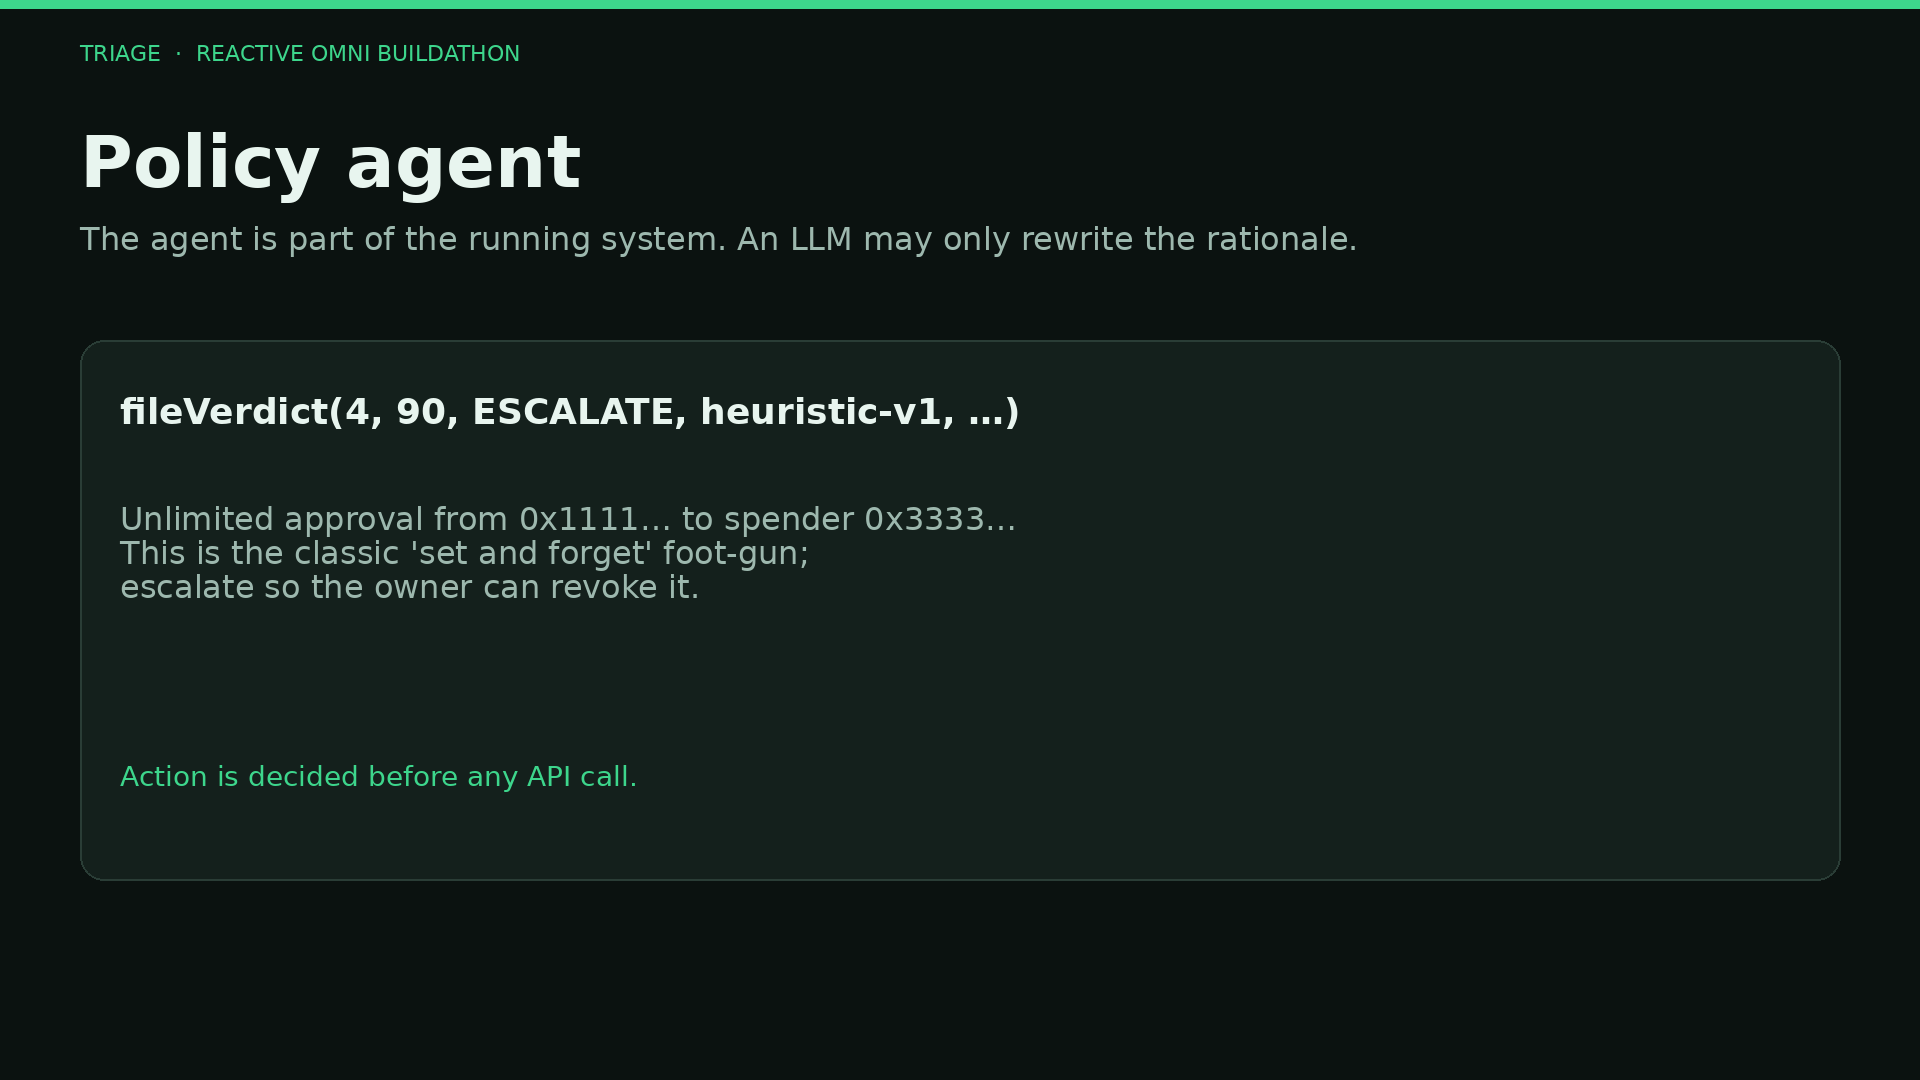 TRIAGE · REACTIVE OMNI BUILDATHON
Policy agent
The agent is part of the running system. An LLM may only rewrite the rationale.
fileVerdict(4, 90, ESCALATE, heuristic-v1, …)
Unlimited approval from 0x1111… to spender 0x3333…
This is the classic 'set and forget' foot-gun;
escalate so the owner can revoke it.
Action is decided before any API call.